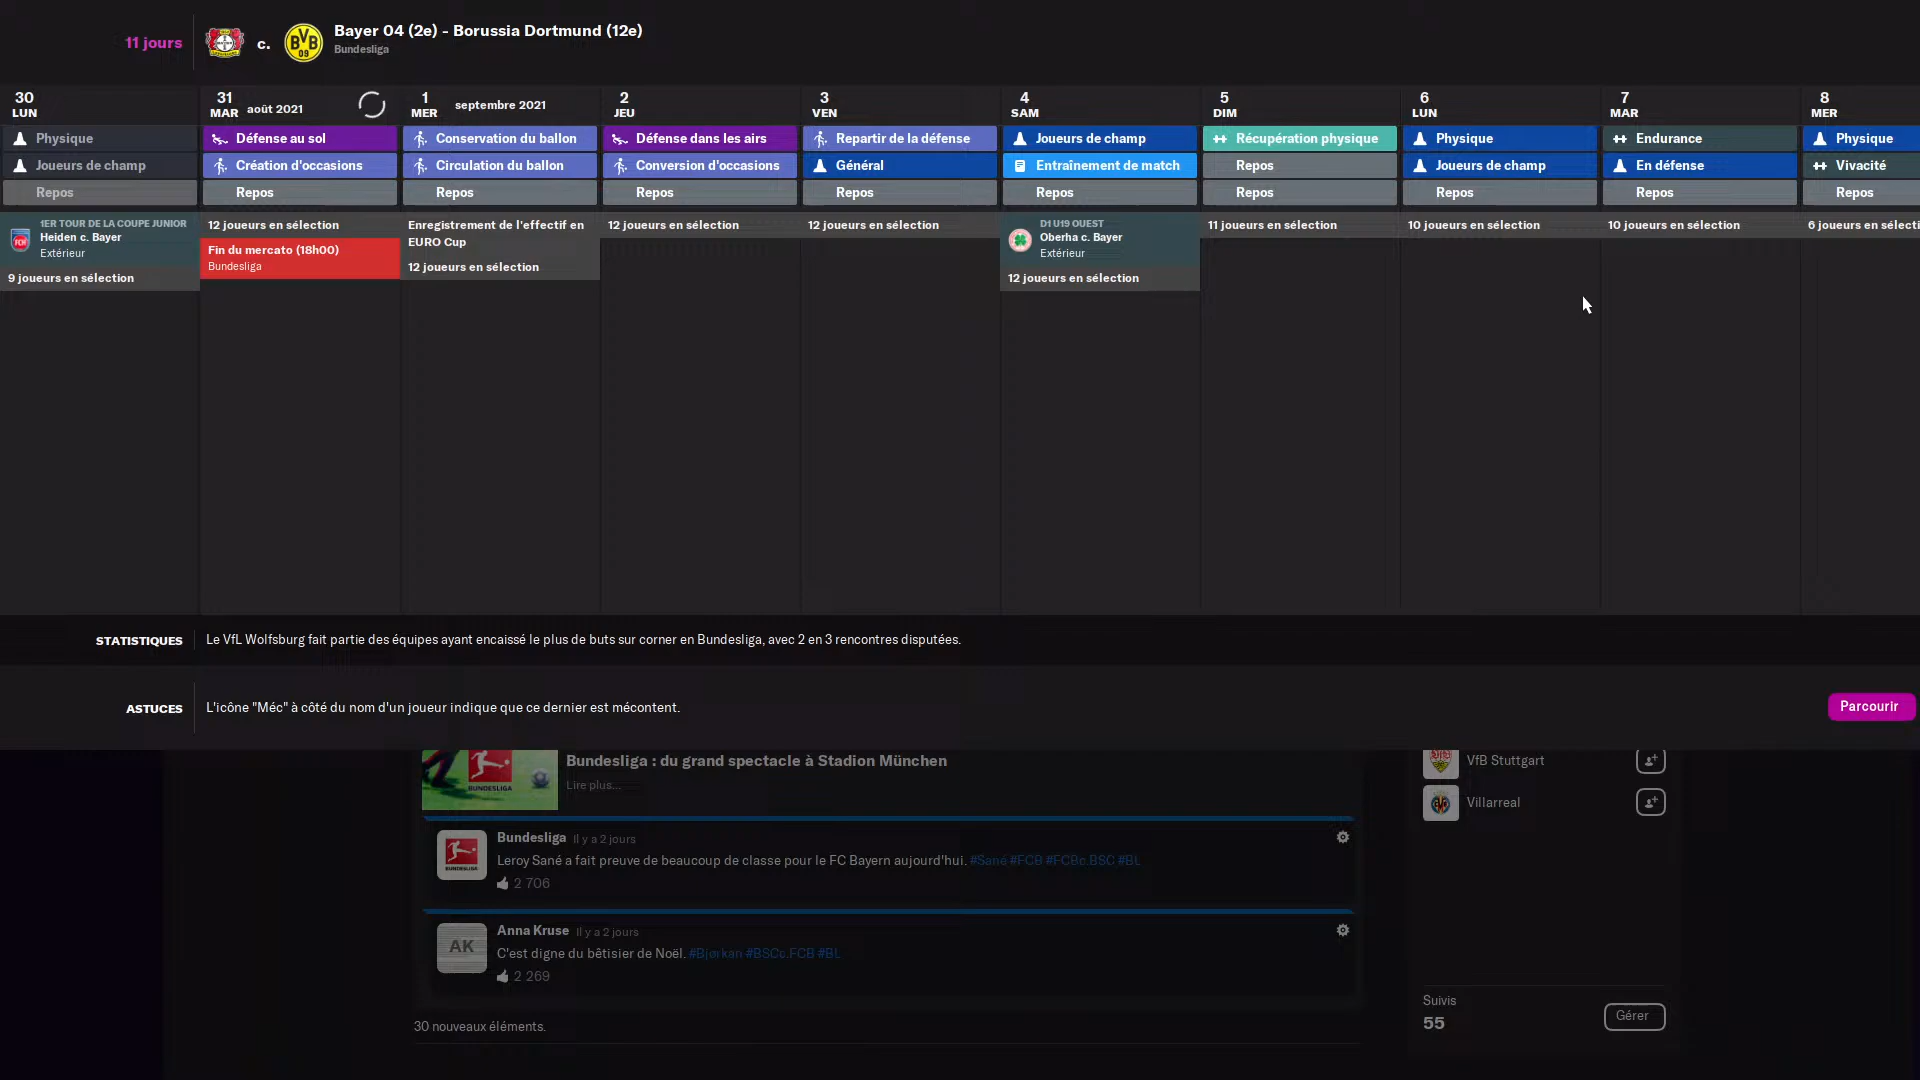 11 jours
c.
Bayer 04 (2e) - Borussia Dortmund (12e)
Bundesliga
30
LUN
31
MAR août 2021
1
MER septembre 2021
2
JEU
3
VEN
4
SAM
5
DIM
6
LUN
7
MAR
8
MER
Physique
Défense au sol
Conservation du ballon
Défense dans les airs
Repartir de la défense
Joueurs de champ
Récupération physique
Physique
Endurance
Physique
Joueurs de champ
Création d'occasions
Circulation du ballon
Conversion d'occasions
Général
Entraînement de match
Repos
Joueurs de champ
En défense
Vivacité
Repos
Repos
Repos
Repos
Repos
Repos
Repos
Repos
Repos
Repos
1ER TOUR DE LA COUPE JUNIOR
Heiden c. Bayer
Extérieur
9 joueurs en sélection
12 joueurs en sélection
Fin du mercato (18h00)
Bundesliga
Enregistrement de l'effectif en
EURO Cup
12 joueurs en sélection
12 joueurs en sélection
12 joueurs en sélection
D1 U19 OUEST
Oberha c. Bayer
Extérieur
12 joueurs en sélection
11 joueurs en sélection
10 joueurs en sélection
10 joueurs en sélection
6 joueurs en sélecti
STATISTIQUES
Le VfL Wolfsburg fait partie des équipes ayant encaissé le plus de buts sur corner en Bundesliga, avec 2 en 3 rencontres disputées.
ASTUCES
L'icône "Méc" à côté du nom d'un joueur indique que ce dernier est mécontent.
Parcourir
BUNDESLIGA
Bundesliga : du grand spectacle à Stadion München
Lire plus...
Bundesliga Il y a 2 jours
Leroy Sané a fait preuve de beaucoup de classe pour le FC Bayern aujourd'hui. #Sané #FCB #FCBc.BSC #BL
2 706
AK
Anna Kruse Il y a 2 jours
C'est digne du bêtisier de Noël. #Bjørkan #BSCc.FCB #BL
2 269
30 nouveaux éléments.
VfB Stuttgart
Villarreal
Suivis
55
Gérer